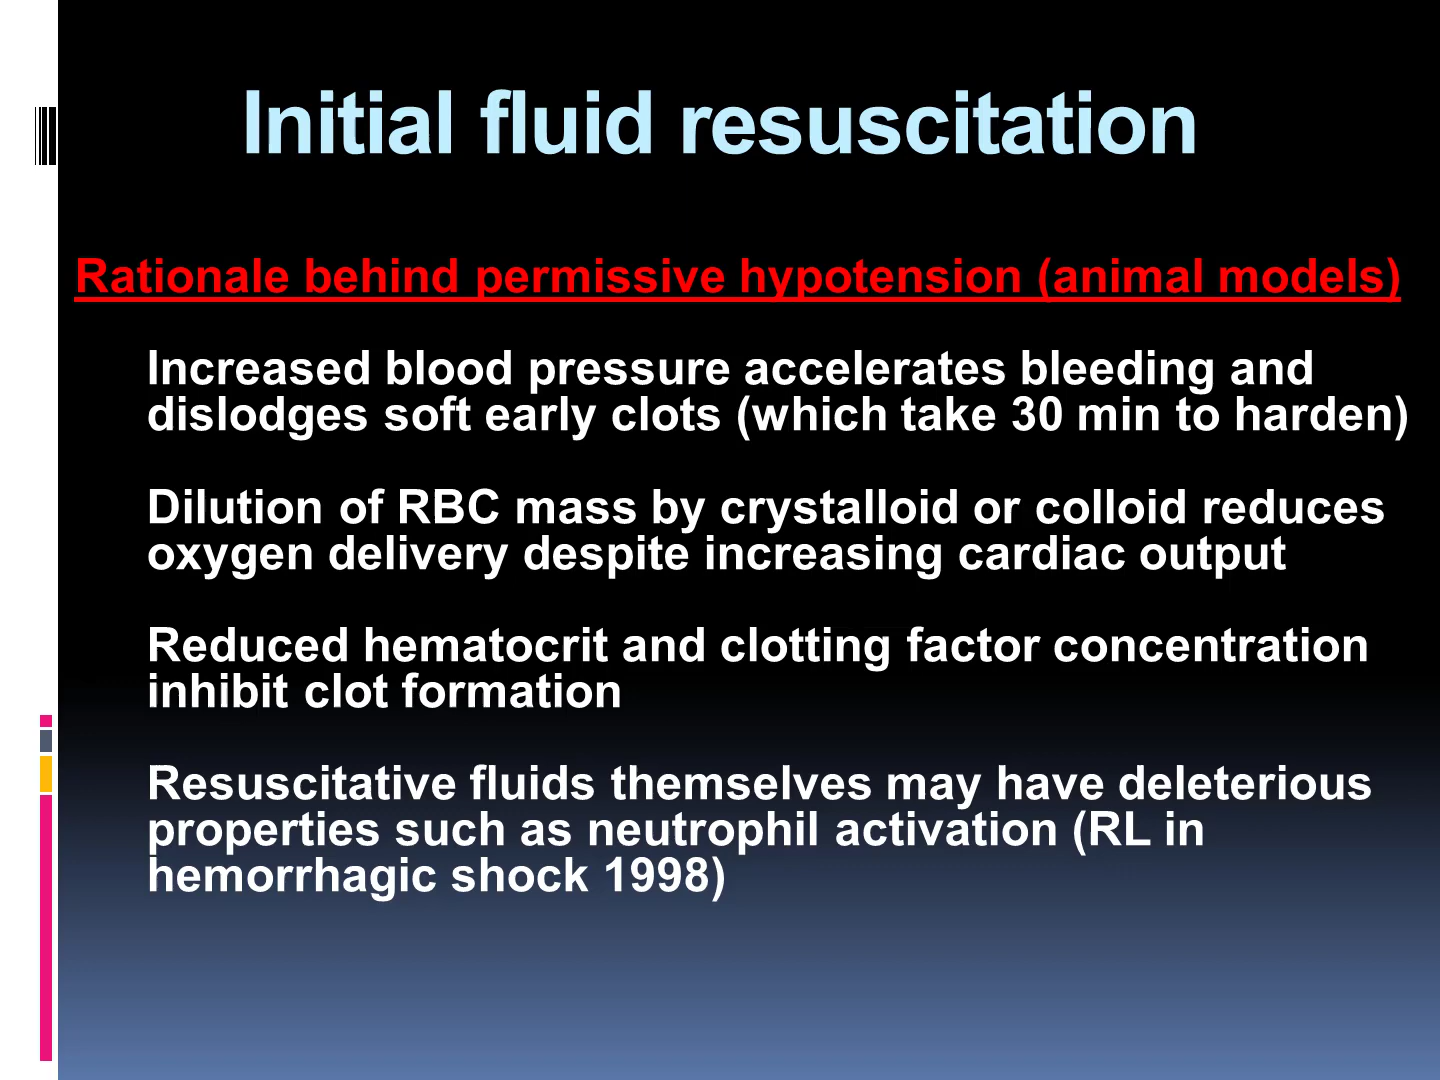 Initial fluid resuscitation
Rationale behind permissive hypotension (animal models)
Increased blood pressure accelerates bleeding and
dislodges soft early clots (which take 30 min to harden)
Dilution of RBC mass by crystalloid or colloid reduces
oxygen delivery despite increasing cardiac output
Reduced hematocrit and clotting factor concentration
inhibit clot formation
Resuscitative fluids themselves may have deleterious
properties such as neutrophil activation (RL in
hemorrhagic shock 1998)